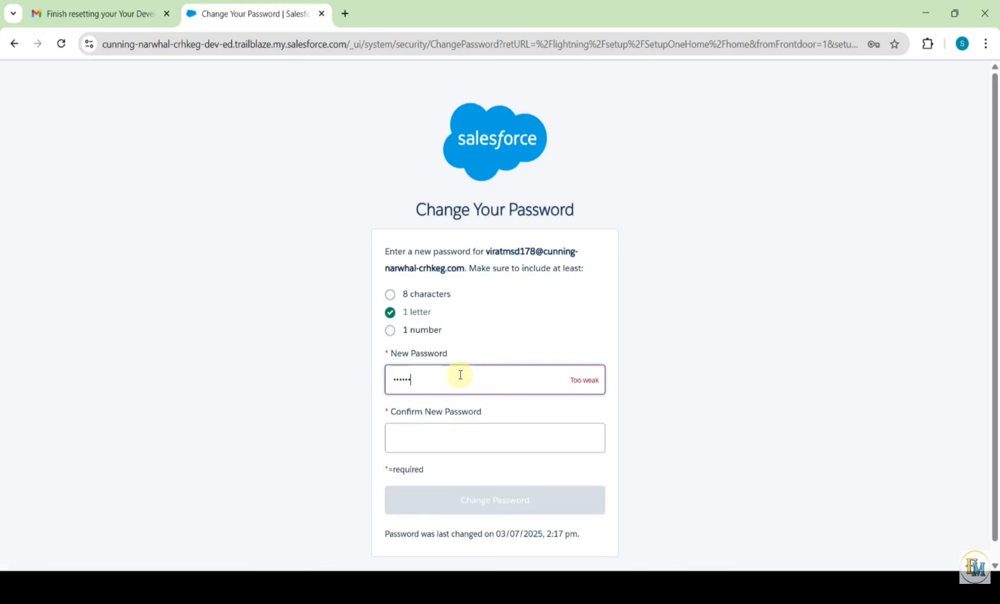 Finish resetting your Your Deve
Change Your Password | Salesfo
cunning-narwhal-crhkeg-dev-ed.trailblaze.my.salesforce.com/_ui/system/security/ChangePassword?retURL=%2Flightning%2Fsetup%2FSetupOneHome%2Fhome&fromFrontdoor=1&setu...
S
salesforce
Change Your Password
Enter a new password for viratmsd178@cunning-
narwhal-crhkeg.com. Make sure to include at least:
8 characters
1 letter
1 number
* New Password
•••••• Too weak
* Confirm New Password
*=required
Change Password
Password was last changed on 03/07/2025, 2:17 pm.
EM